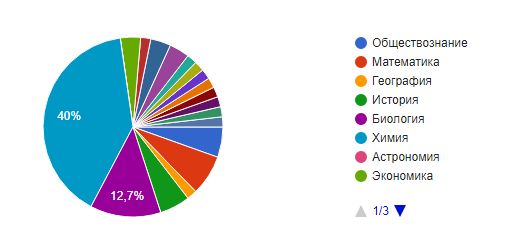 40%
12,7%
Обществознание
Математика
География
История
Биология
Химия
Астрономия
Экономика
1/3